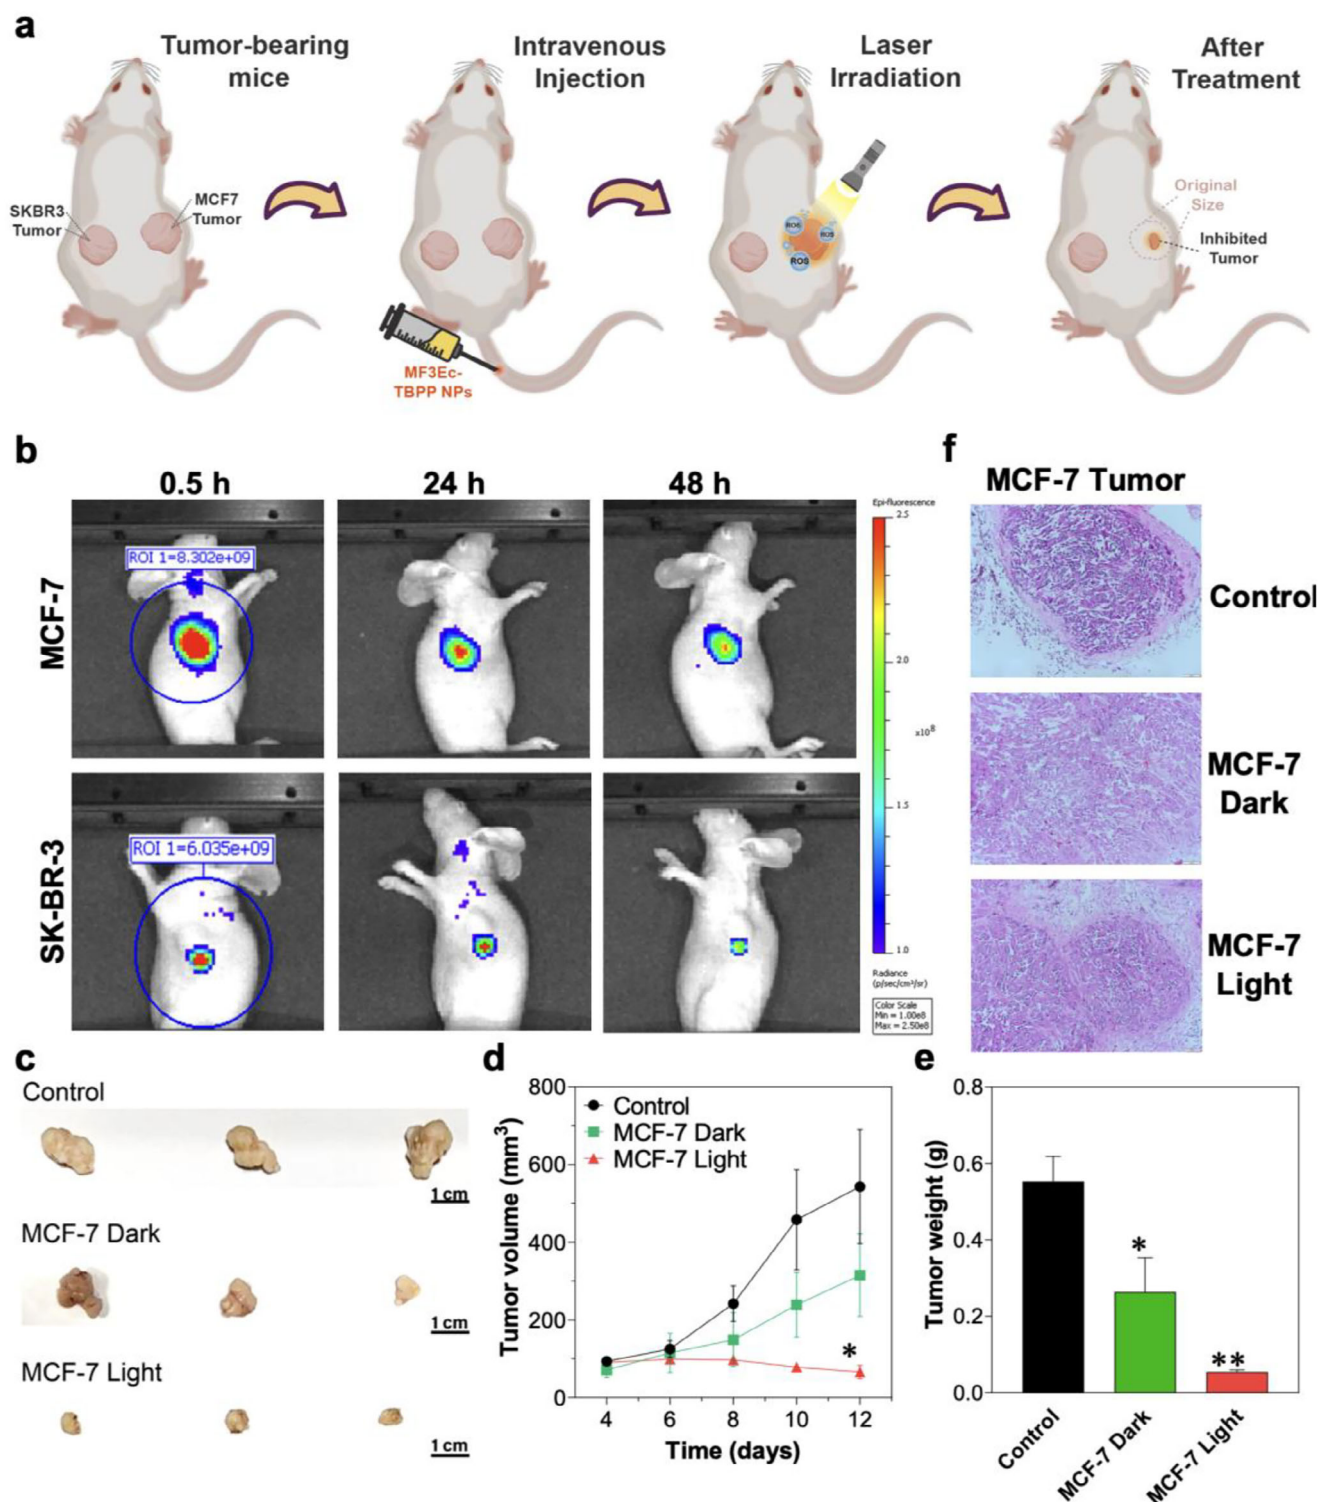 a
Tumor-bearing
mice
Intravenous
Injection
Laser
Irradiation
After
Treatment
SKBR3
Tumor
MCF7
Tumor
MF3Ec-
TBPP NPs
ROS
ROS
ROS
Original
Size
Inhibited
Tumor
b
0.5 h
24 h
48 h
MCF-7
SK-BR-3
ROI 1=8.302e+09
ROI 1=6.035e+09
Epi-fluorescence
2.5
2.0
x10⁸
1.5
1.0
Radiance
(p/sec/cm²/sr)
Color Scale
Min = 1.00e8
Max = 2.50e8
f
MCF-7 Tumor
Control
MCF-7
Dark
MCF-7
Light
c
Control
1 cm
MCF-7 Dark
1 cm
MCF-7 Light
1 cm
d
Tumor volume (mm³)
800
600
400
200
0
Control
MCF-7 Dark
MCF-7 Light
*
4
6
8
10
12
Time (days)
e
Tumor weight (g)
0.8
0.6
0.4
0.2
0.0
*
**
Control
MCF-7 Dark
MCF-7 Light